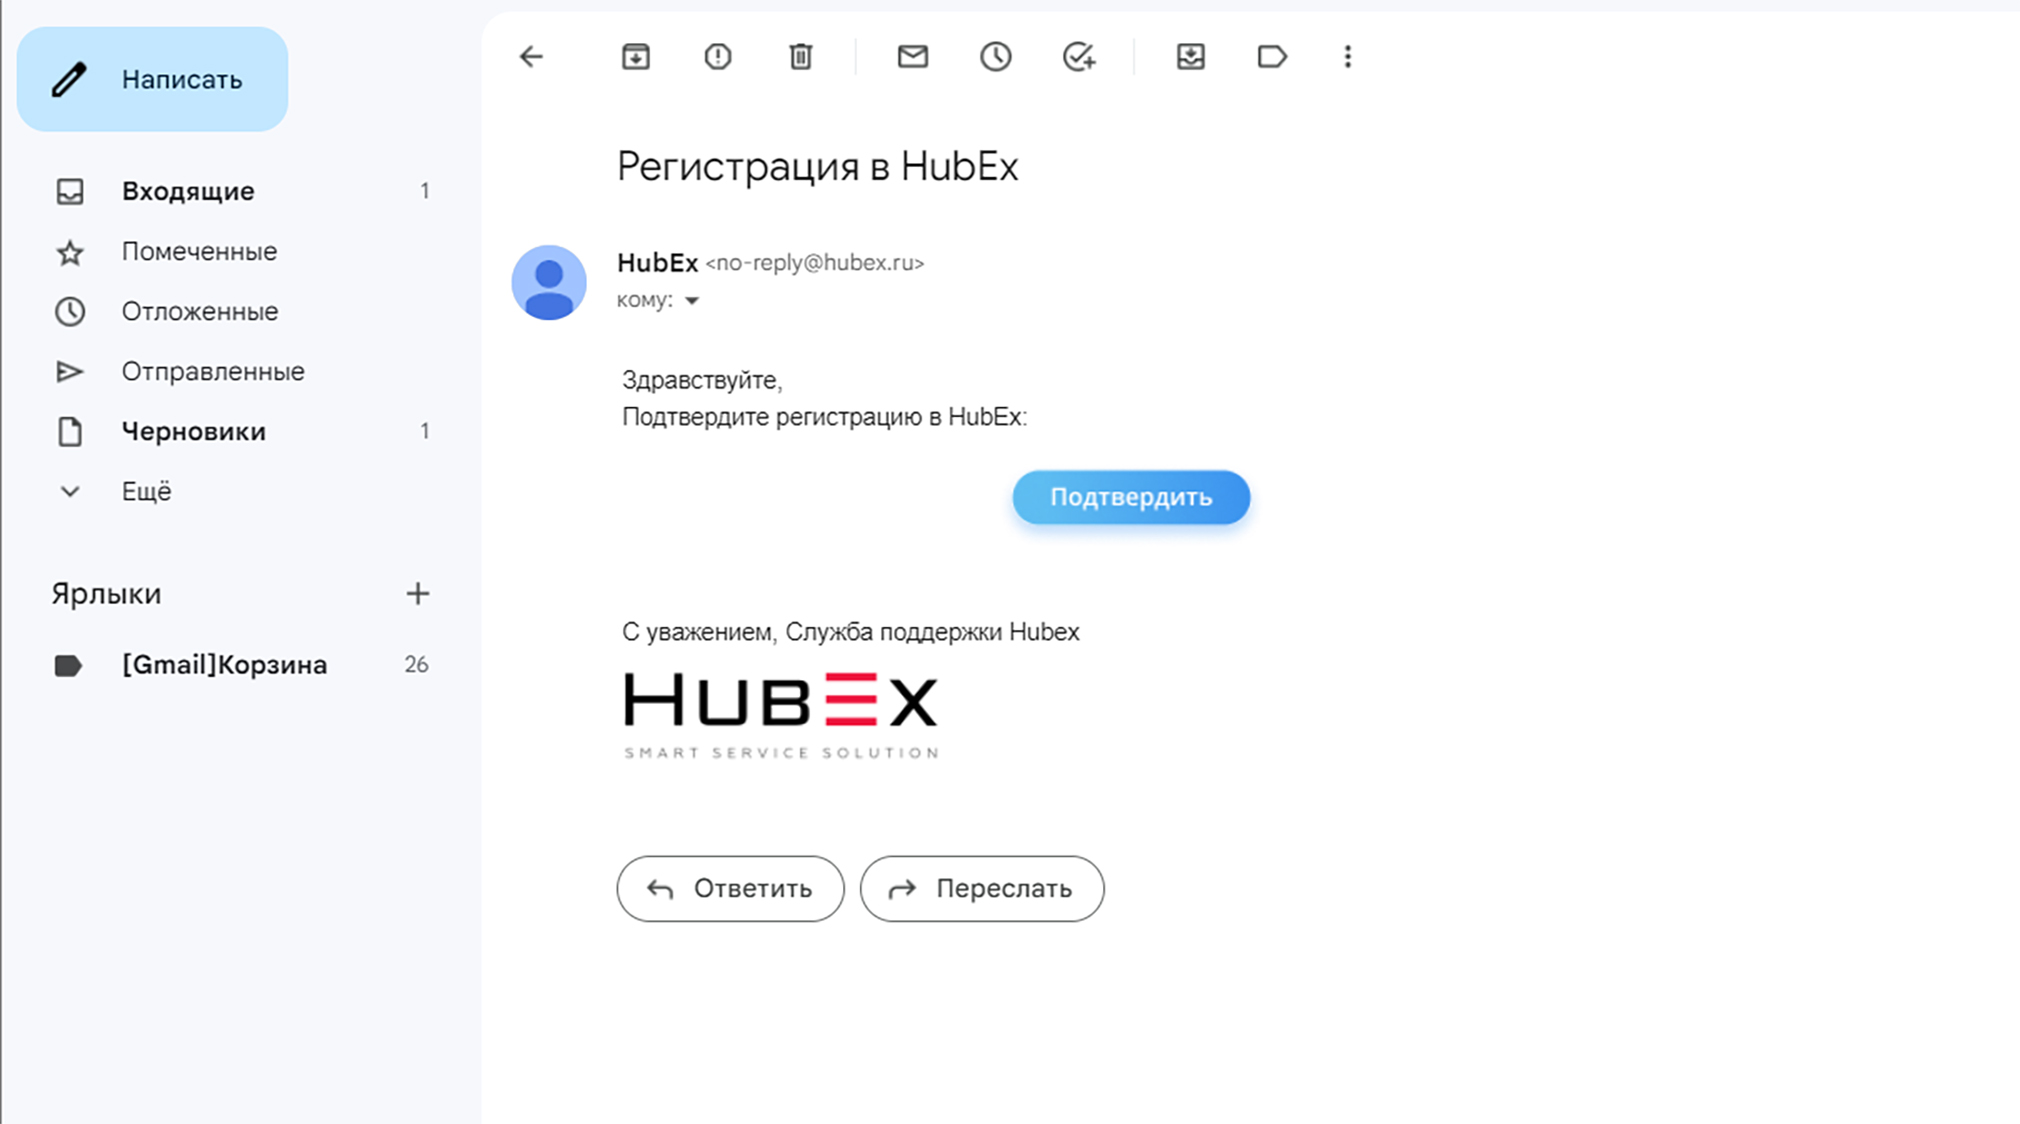 Написать
Входящие 1
Помеченные
Отложенные
Отправленные
Черновики 1
Ещё
Ярлыки
[Gmail]Корзина 26
Регистрация в HubEx
HubEx <no-reply@hubex.ru>
кому:
Здравствуйте,
Подтвердите регистрацию в HubEx:
Подтвердить
С уважением, Служба поддержки Hubex
HUBEX
SMART SERVICE SOLUTION
Ответить
Переслать